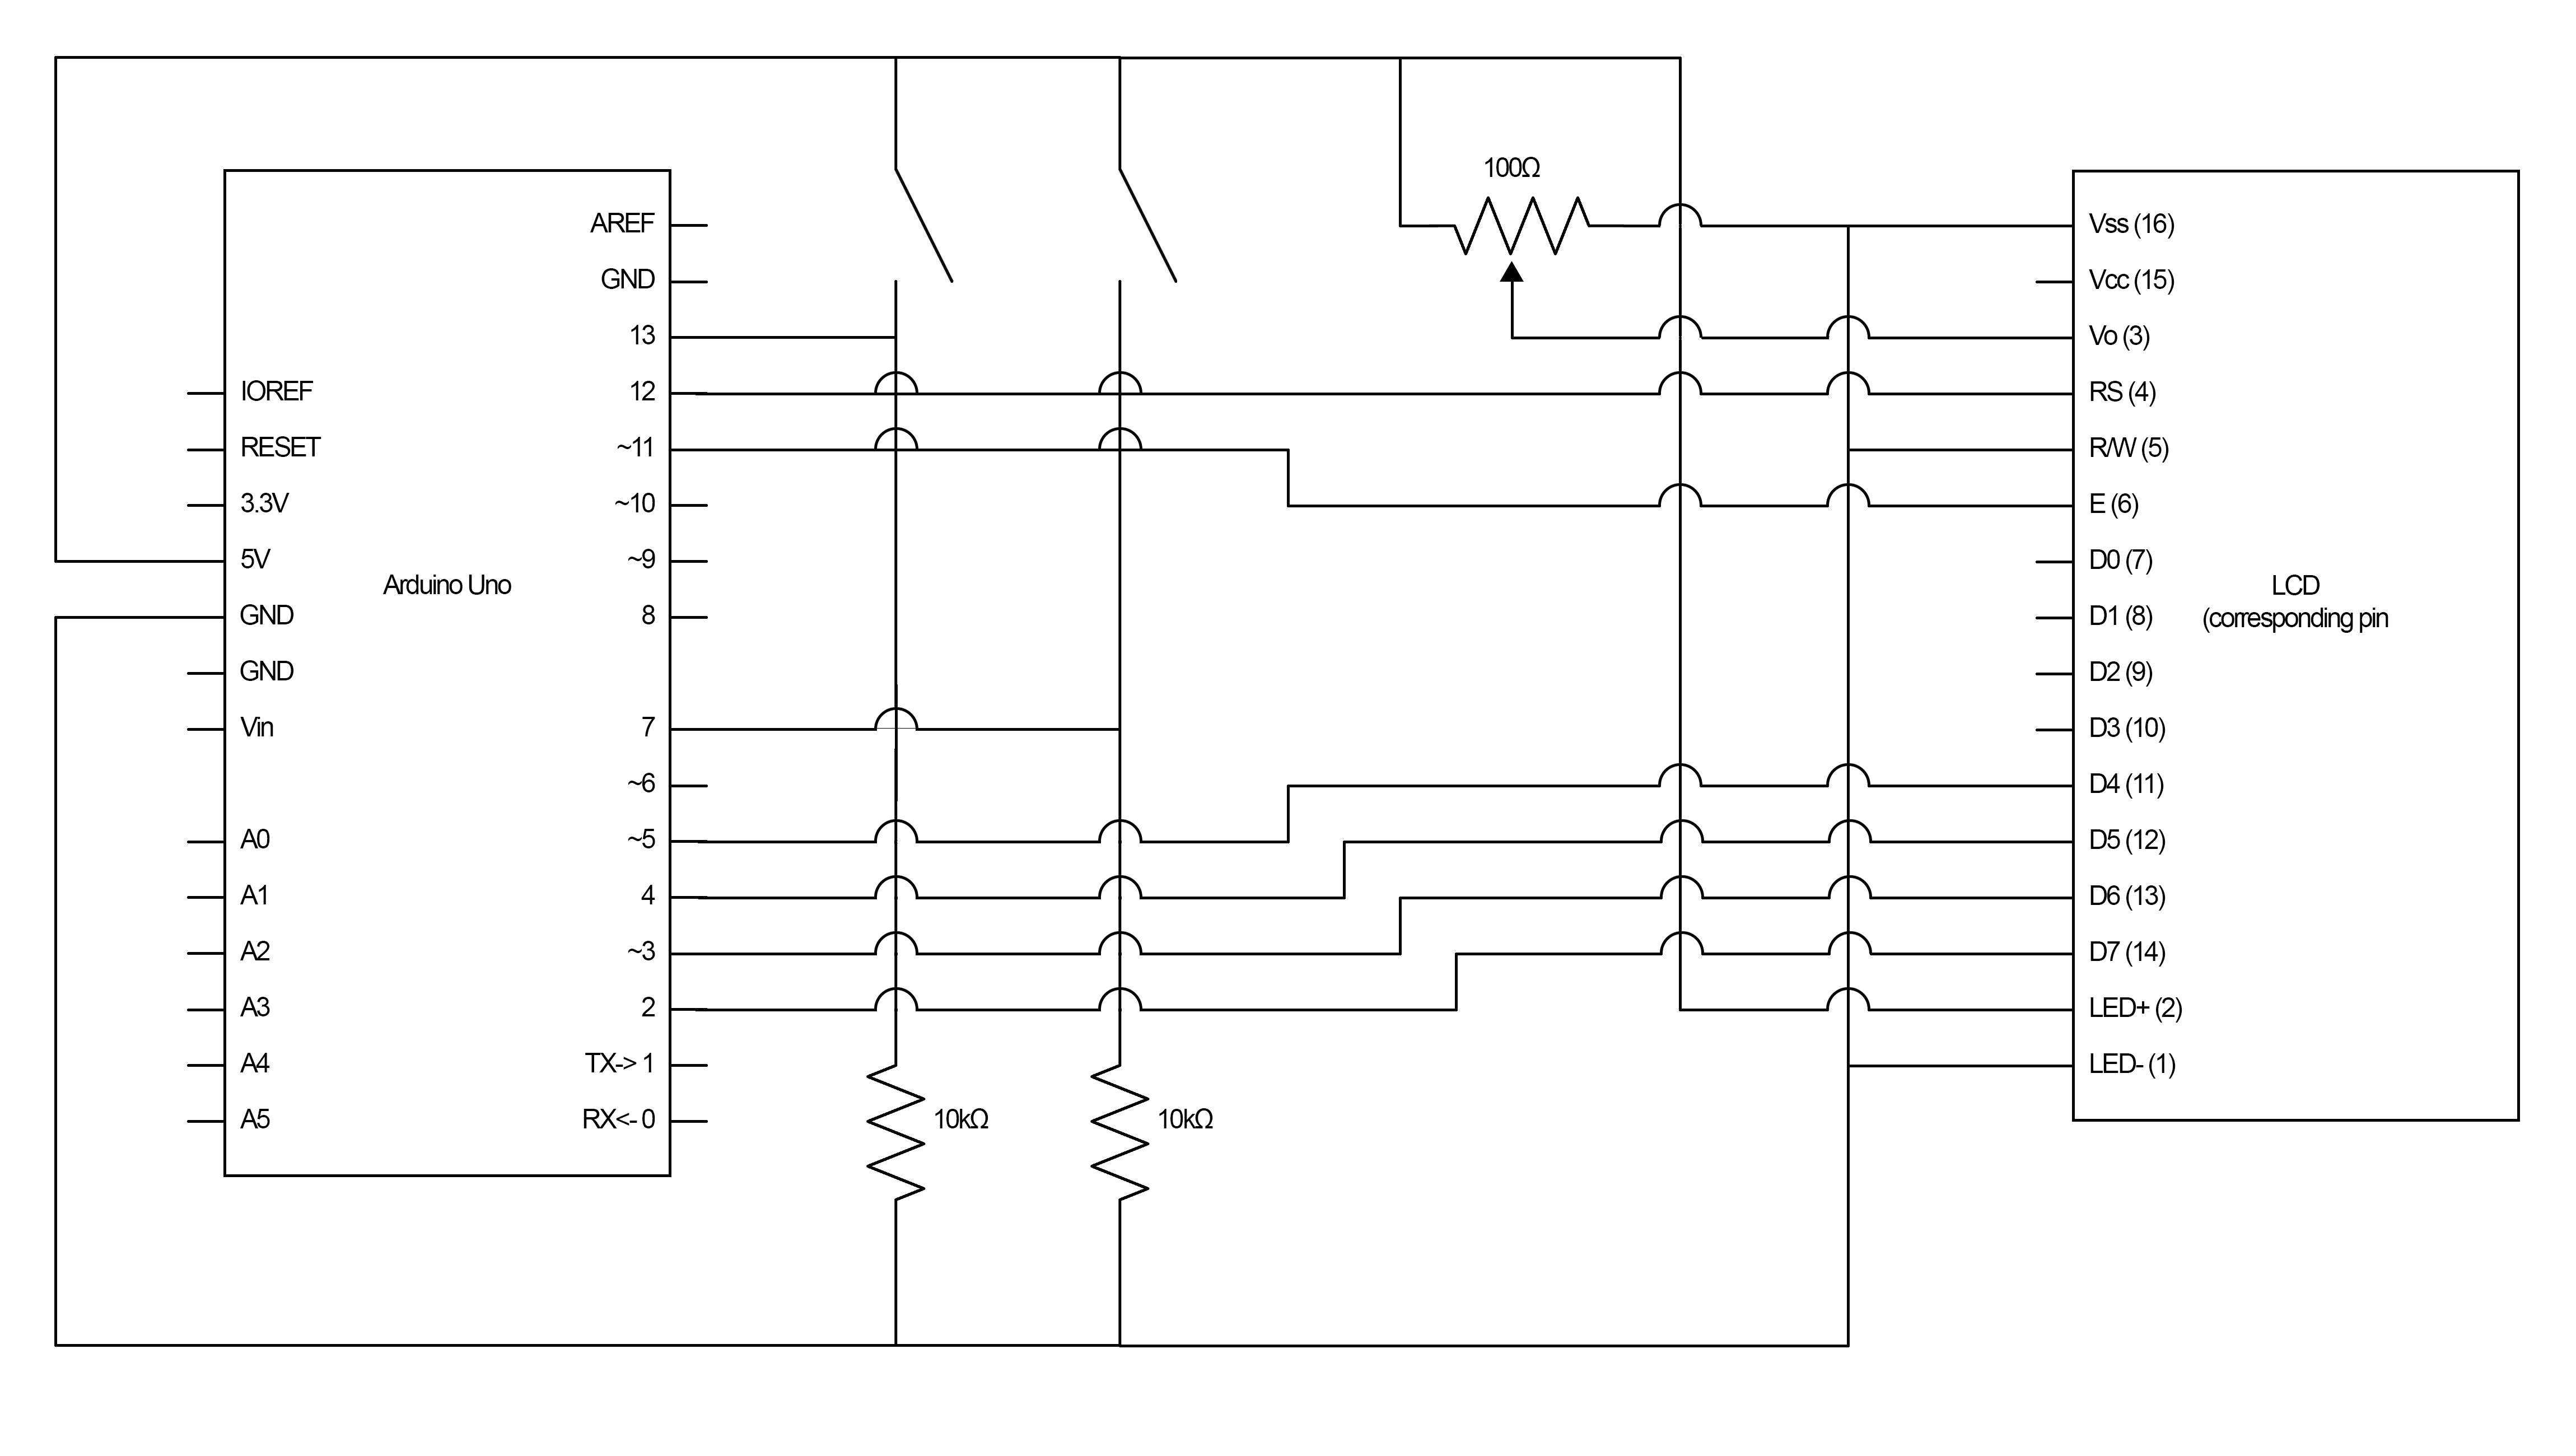 100Ω
AREF
GND
13
12
~11
~10
~9
8
7
~6
~5
4
~3
2
TX-> 1
RX<- 0
IOREF
RESET
3.3V
5V
GND
GND
Vin
A0
A1
A2
A3
A4
A5
Arduino Uno
10kΩ
10kΩ
Vss (16)
Vcc (15)
Vo (3)
RS (4)
R/W (5)
E (6)
D0 (7)
D1 (8)
D2 (9)
D3 (10)
D4 (11)
D5 (12)
D6 (13)
D7 (14)
LED+ (2)
LED- (1)
LCD
(corresponding pin